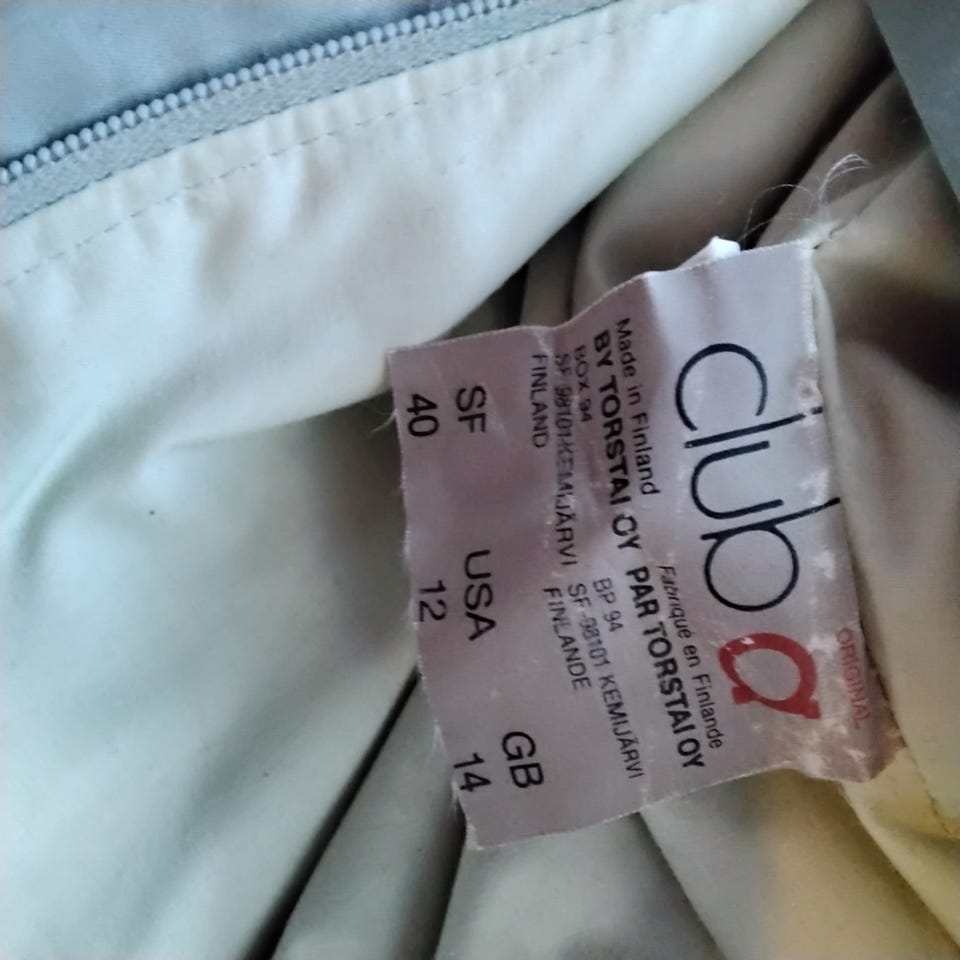 ORIGINAL
club a
Made in Finland
BY TORSTAI OY
BOX 94
SF-98101 KEMIJÄRVI
FINLAND
Fabriqué en Finlande
PAR TORSTAI OY
BP 94
SF-98101 KEMIJÄRVI
FINLANDE
SF USA GB
40 12 14